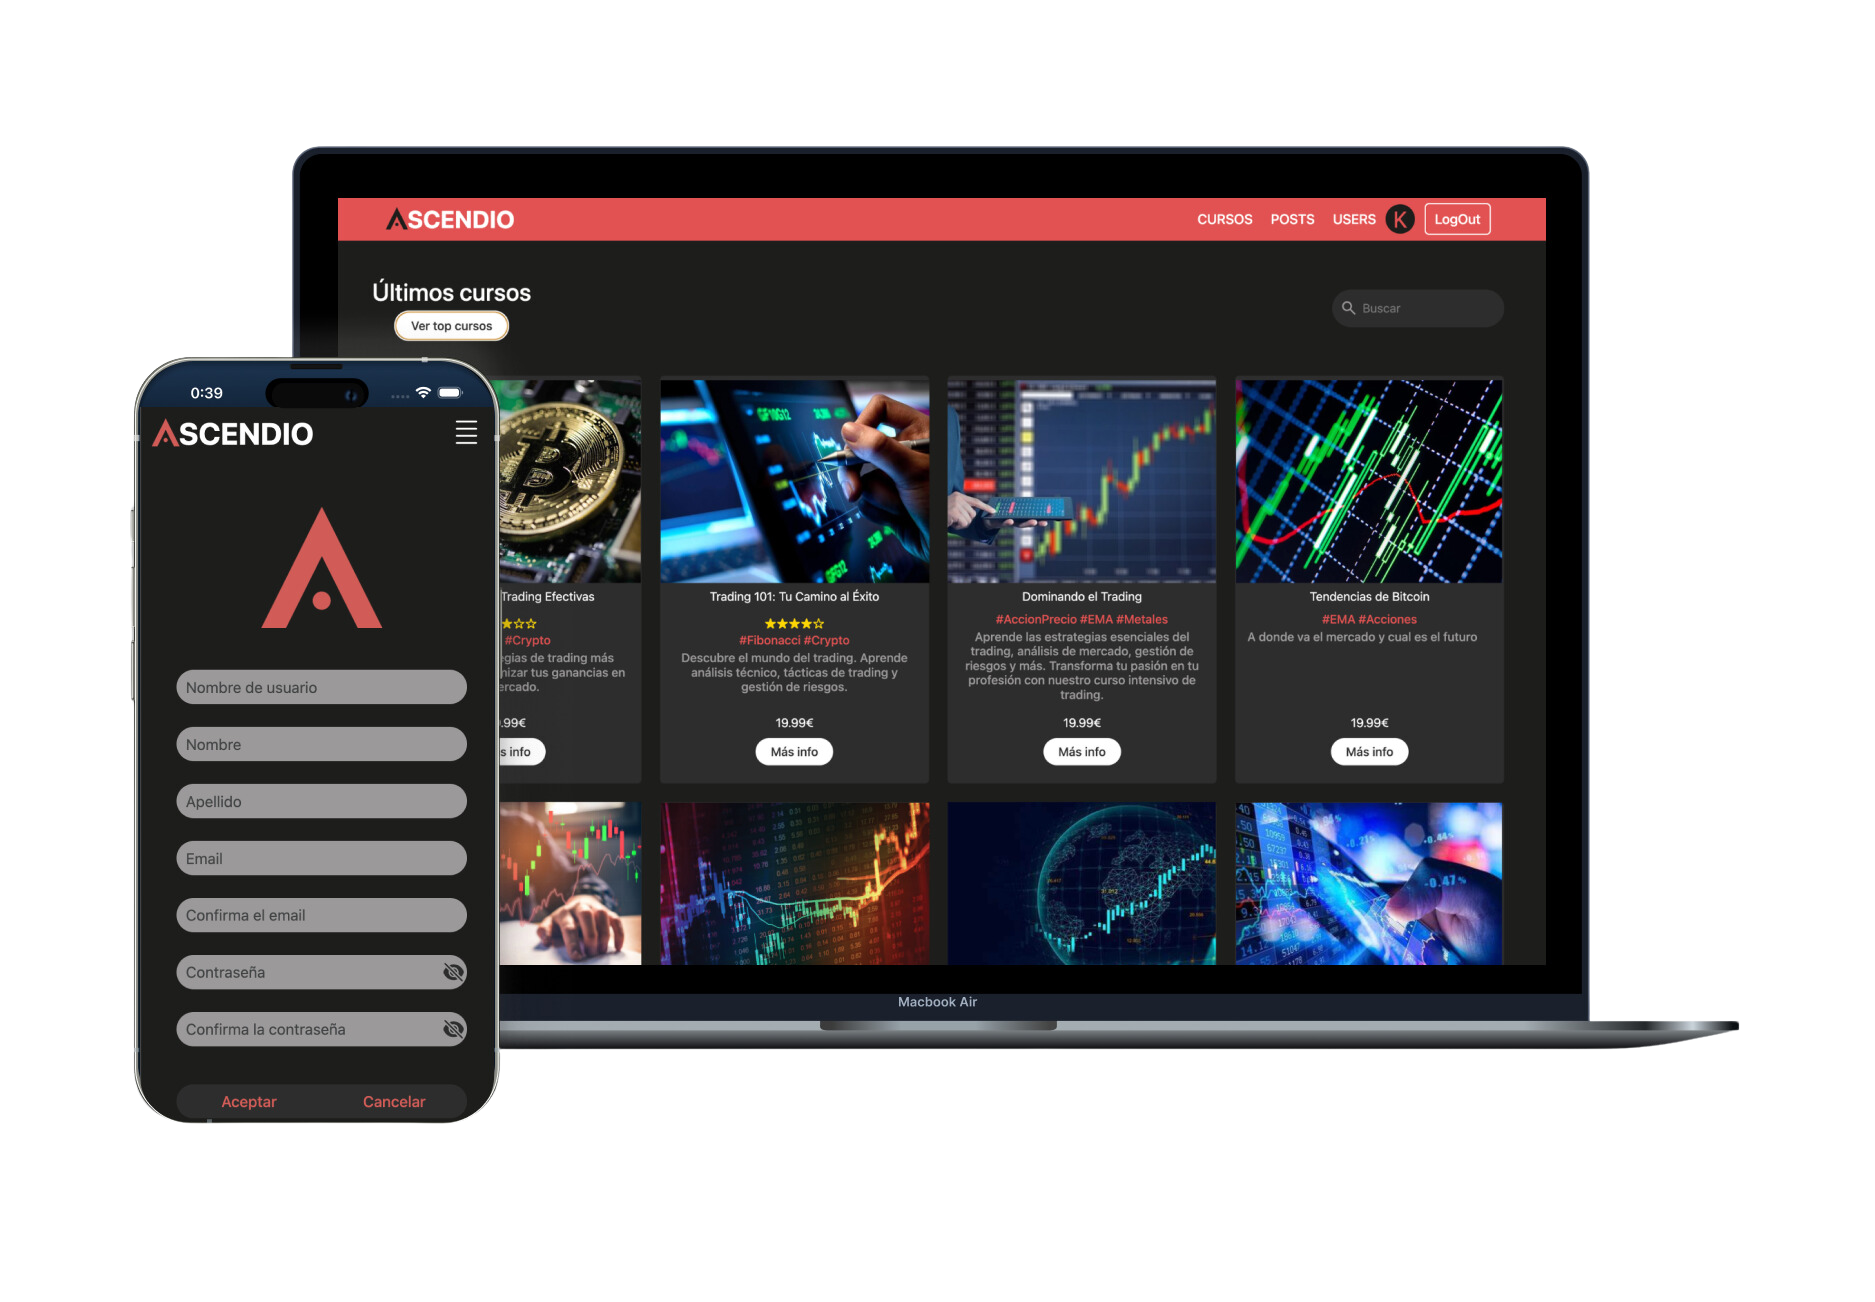 ASCENDIO
CURSOS POSTS USERS K LogOut
Últimos cursos
Ver top cursos
Buscar
Trading Efectivas
#Crypto
de trading más
tus ganancias en
.99€
info
Trading 101: Tu Camino al Éxito
#Fibonacci #Crypto
Descubre el mundo del trading. Aprende
análisis técnico, tácticas de trading y
gestión de riesgos.
19.99€
Más info
Dominando el Trading
#AccionPrecio #EMA #Metales
Aprende las estrategias esenciales del
trading, análisis de mercado, gestión de
riesgos y más. Transforma tu pasión en tu
profesión con nuestro curso intensivo de
trading.
19.99€
Más info
Tendencias de Bitcoin
#EMA #Acciones
A donde va el mercado y cual es el futuro
19.99€
Más info
Macbook Air
0:39
ASCENDIO
Nombre de usuario
Nombre
Apellido
Email
Confirma el email
Contraseña
Confirma la contraseña
Aceptar Cancelar